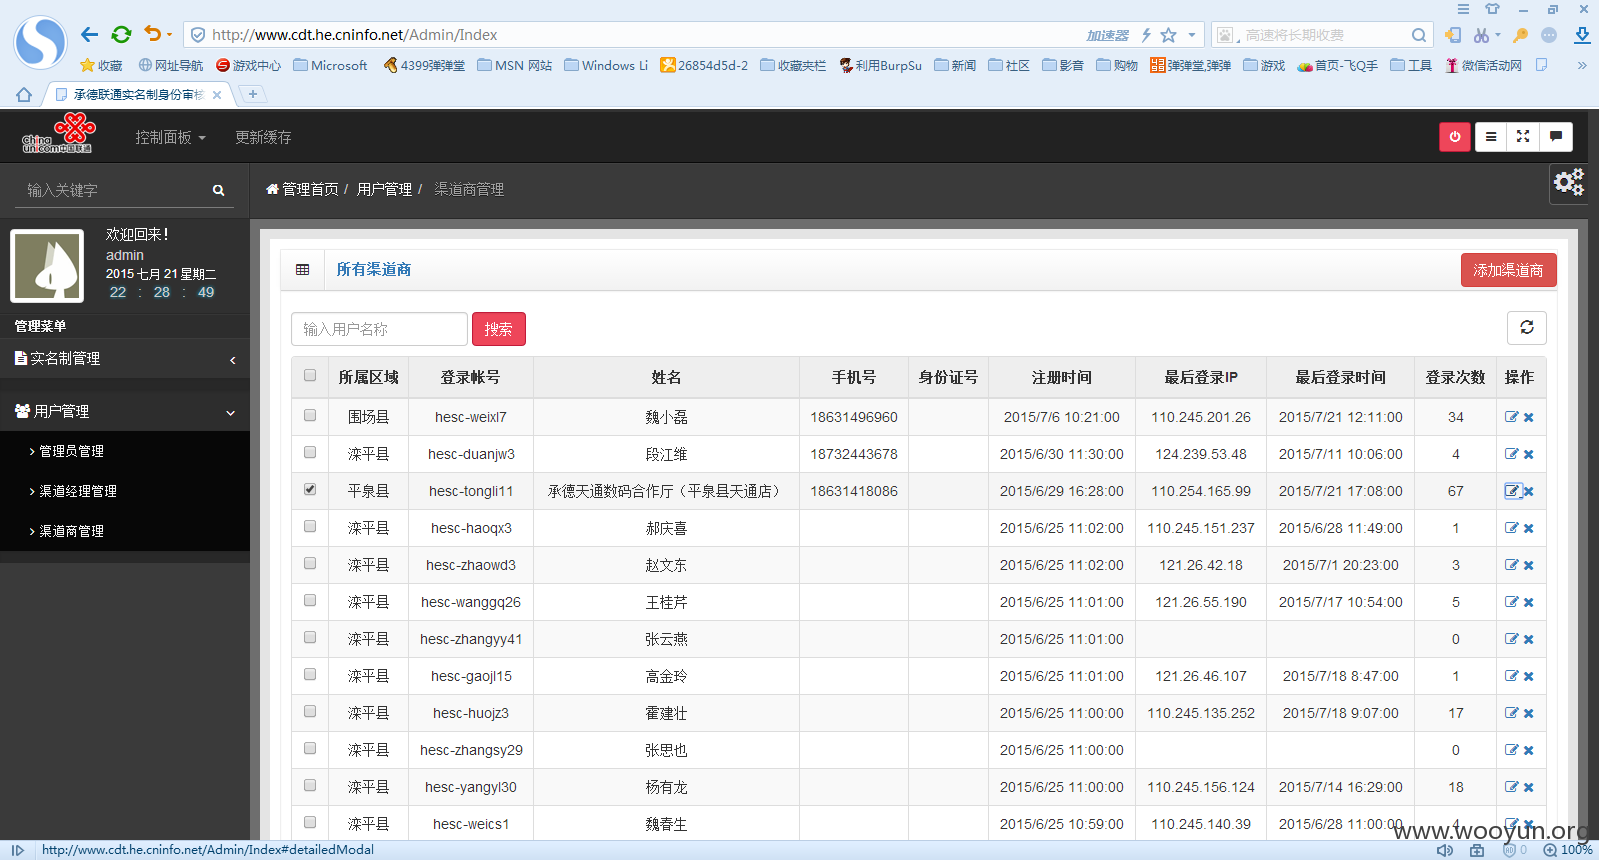 http://www.cdt.he.cninfo.net/Admin/Index 加速器 高速将长期收费
收藏 网址导航 游戏中心 Microsoft 4399弹弹堂 MSN 网站 Windows Li 26854d5d-2 收藏夹栏 利用BurpSu 新闻 社区 影音 购物 弹弹堂,弹弹 游戏 首页-飞Q手 工具 微信活动网 »
承德联通实名制身份审核
China unicom中国联通 控制面板 更新缓存
输入关键字 管理首页 / 用户管理 / 渠道商管理
欢迎回来!
admin
2015 七月 21 星期二
22 : 28 : 49
管理菜单
实名制管理
用户管理
管理员管理
渠道经理管理
渠道商管理
所有渠道商 添加渠道商
输入用户名称 搜索
所属区域 登录帐号 姓名 手机号 身份证号 注册时间 最后登录IP 最后登录时间 登录次数 操作
围场县 hesc-weixl7 魏小磊 18631496960 2015/7/6 10:21:00 110.245.201.26 2015/7/21 12:11:00 34
滦平县 hesc-duanjw3 段江维 18732443678 2015/6/30 11:30:00 124.239.53.48 2015/7/11 10:06:00 4
平泉县 hesc-tongli11 承德天通数码合作厅（平泉县天通店） 18631418086 2015/6/29 16:28:00 110.254.165.99 2015/7/21 17:08:00 67
滦平县 hesc-haoqx3 郝庆喜 2015/6/25 11:02:00 110.245.151.237 2015/6/28 11:49:00 1
滦平县 hesc-zhaowd3 赵文东 2015/6/25 11:02:00 121.26.42.18 2015/7/1 20:23:00 3
滦平县 hesc-wanggq26 王桂芹 2015/6/25 11:01:00 121.26.55.190 2015/7/17 10:54:00 5
滦平县 hesc-zhangyy41 张云燕 2015/6/25 11:01:00 0
滦平县 hesc-gaojl15 高金玲 2015/6/25 11:01:00 121.26.46.107 2015/7/18 8:47:00 1
滦平县 hesc-huojz3 霍建壮 2015/6/25 11:00:00 110.245.135.252 2015/7/18 9:07:00 17
滦平县 hesc-zhangsy29 张思也 2015/6/25 11:00:00 0
滦平县 hesc-yangyl30 杨有龙 2015/6/25 11:00:00 110.245.156.124 2015/7/14 16:29:00 18
滦平县 hesc-weics1 魏春生 2015/6/25 10:59:00 110.245.140.39 2015/6/28 11:00:00 4
www.wooyun.org
http://www.cdt.he.cninfo.net/Admin/Index#detailedModal 0 100%